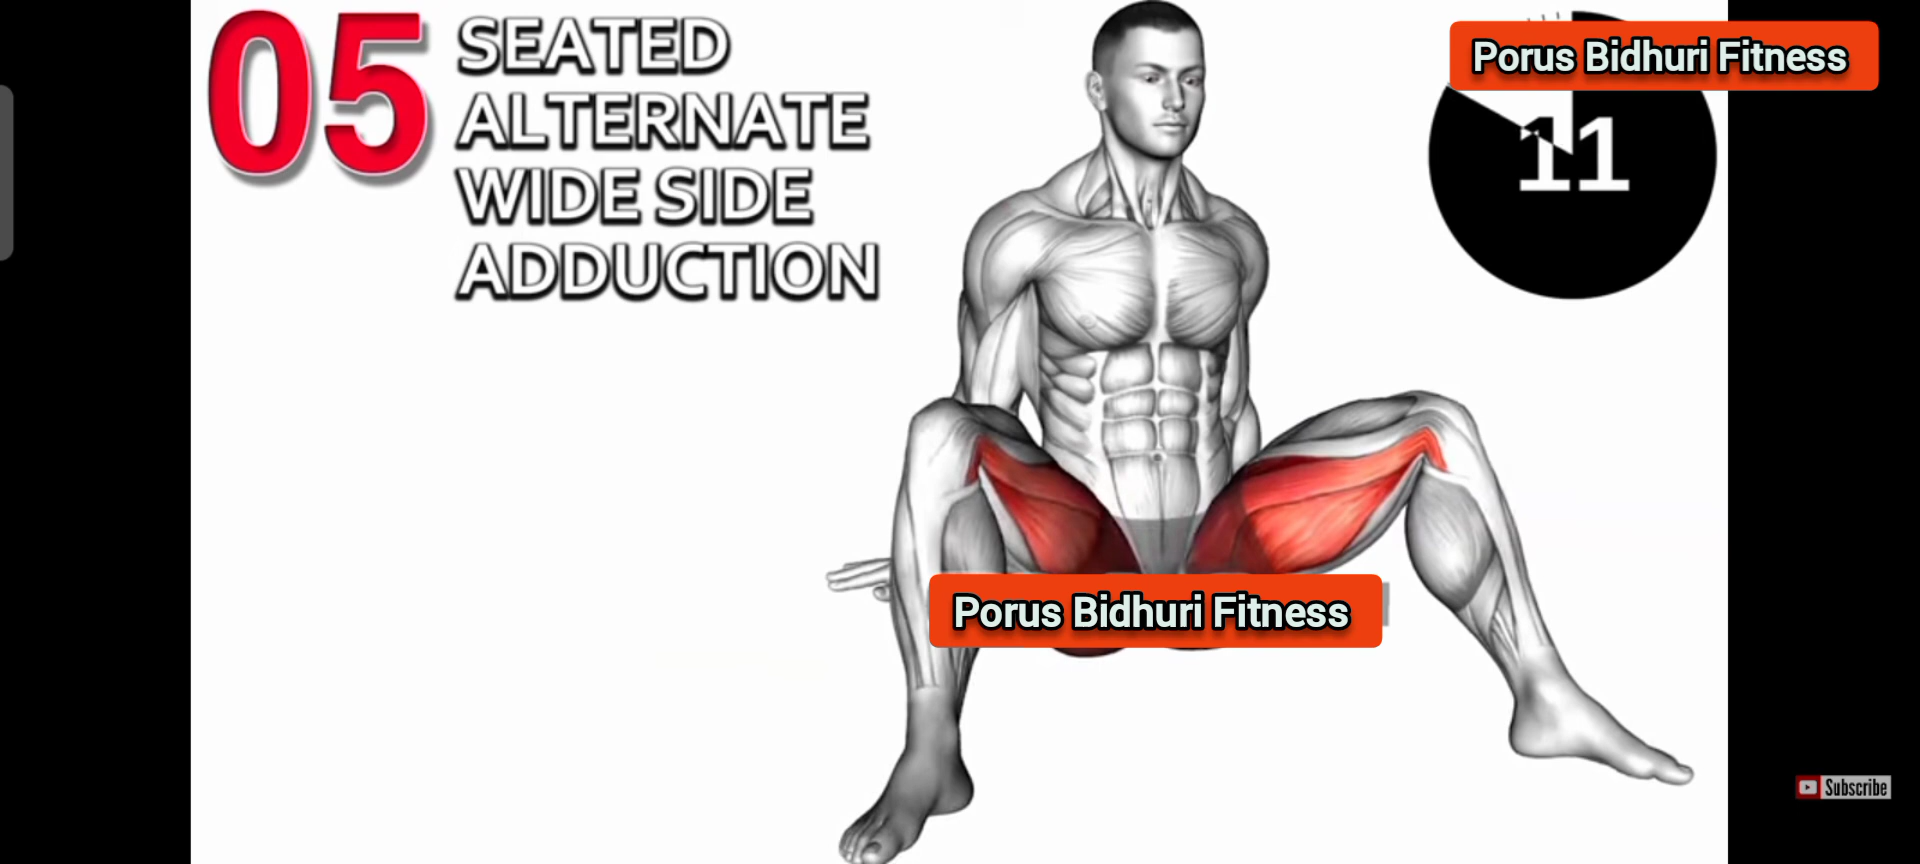 05
SEATED
ALTERNATE
WIDE SIDE
ADDUCTION
Porus Bidhuri Fitness
11
Porus Bidhuri Fitness
Subscribe